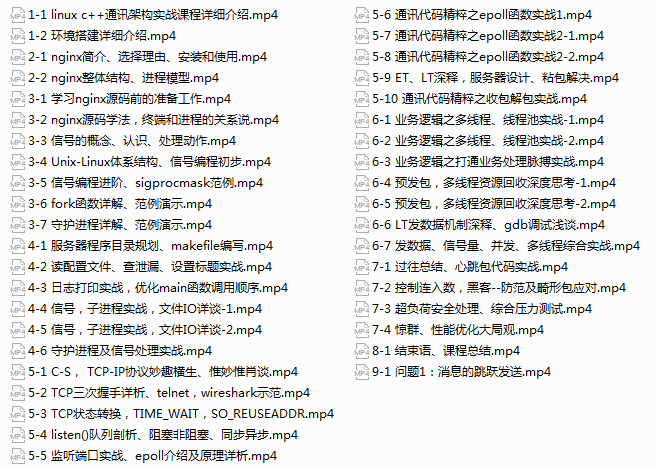 1-1 linux c++通讯架构实战课程详细介绍.mp4
1-2 环境搭建详细介绍.mp4
2-1 nginx简介、选择理由、安装和使用.mp4
2-2 nginx整体结构、进程模型.mp4
3-1 学习nginx源码前的准备工作.mp4
3-2 nginx源码学法，终端和进程的关系说.mp4
3-3 信号的概念、认识、处理动作.mp4
3-4 Unix-Linux体系结构、信号编程初步.mp4
3-5 信号编程进阶、sigprocmask范例.mp4
3-6 fork函数详解、范例演示.mp4
3-7 守护进程详解、范例演示.mp4
4-1 服务器程序目录规划、makefile编写.mp4
4-2 读配置文件、查泄漏、设置标题实战.mp4
4-3 日志打印实战，优化main函数调用顺序.mp4
4-4 信号，子进程实战，文件IO详谈-1.mp4
4-5 信号，子进程实战，文件IO详谈-2.mp4
4-6 守护进程及信号处理实战.mp4
5-1 C-S， TCP-IP协议妙趣横生、惟妙惟肖谈.mp4
5-2 TCP三次握手详析、telnet，wireshark示范.mp4
5-3 TCP状态转换，TIME_WAIT，SO_REUSEADDR.mp4
5-4 listen()队列剖析、阻塞非阻塞、同步异步.mp4
5-5 监听端口实战、epoll介绍及原理详析.mp4
5-6 通讯代码精粹之epoll函数实战1.mp4
5-7 通讯代码精粹之epoll函数实战2-1.mp4
5-8 通讯代码精粹之epoll函数实战2-2.mp4
5-9 ET、LT深释，服务器设计、粘包解决.mp4
5-10 通讯代码精粹之收包解包实战.mp4
6-1 业务逻辑之多线程、线程池实战-1.mp4
6-2 业务逻辑之多线程、线程池实战-2.mp4
6-3 业务逻辑之打通业务处理脉搏实战.mp4
6-4 预发包，多线程资源回收深度思考-1.mp4
6-5 预发包，多线程资源回收深度思考-2.mp4
6-6 LT发数据机制深释、gdb调试浅谈.mp4
6-7 发数据、信号量、并发、多线程综合实战.mp4
7-1 过往总结、心跳包代码实战.mp4
7-2 控制连入数，黑客--防范及畸形包应对.mp4
7-3 超负荷安全处理、综合压力测试.mp4
7-4 惊群、性能优化大局观.mp4
8-1 结束语、课程总结.mp4
9-1 问题1：消息的跳跃发送.mp4